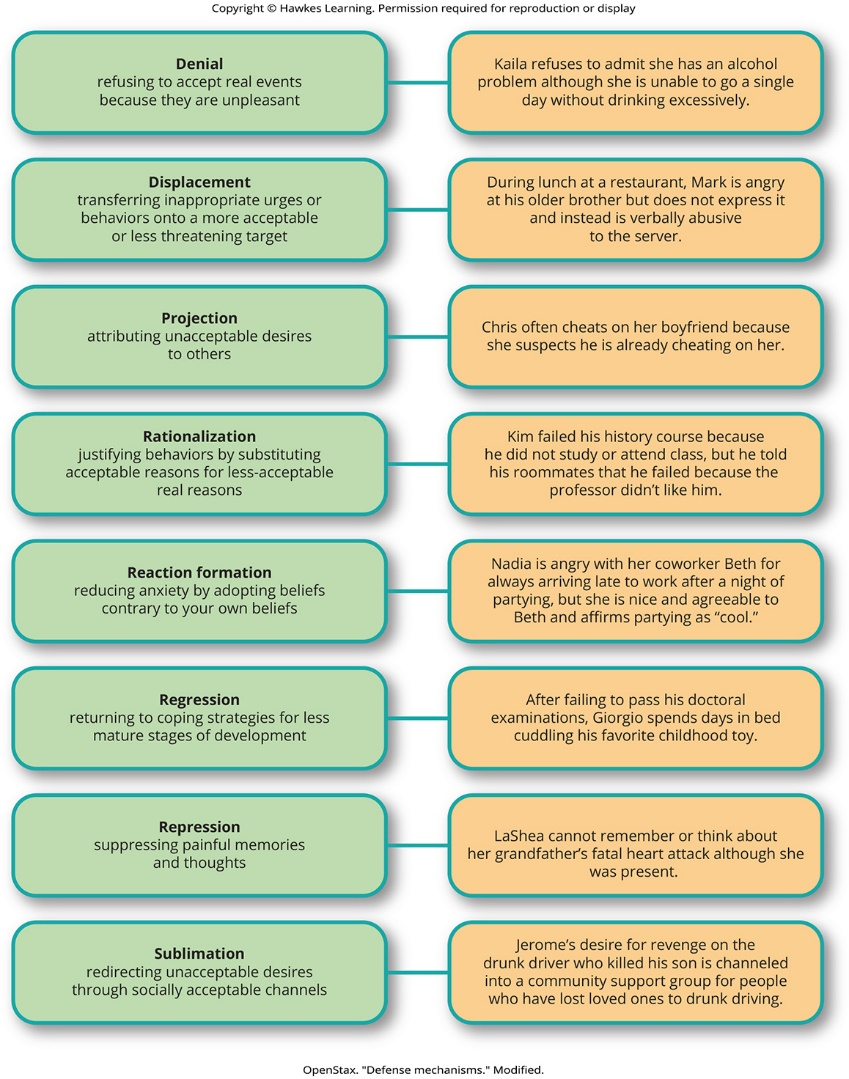 Copyright © Hawkes Learning. Permission required for reproduction or display
Denial
refusing to accept real events
because they are unpleasant
Kaila refuses to admit she has an alcohol
problem although she is unable to go a single
day without drinking excessively.
Displacement
transferring inappropriate urges or
behaviors onto a more acceptable
or less threatening target
During lunch at a restaurant, Mark is angry
at his older brother but does not express it
and instead is verbally abusive
to the server.
Projection
attributing unacceptable desires
to others
Chris often cheats on her boyfriend because
she suspects he is already cheating on her.
Rationalization
justifying behaviors by substituting
acceptable reasons for less-acceptable
real reasons
Kim failed his history course because
he did not study or attend class, but he told
his roommates that he failed because the
professor didn’t like him.
Reaction formation
reducing anxiety by adopting beliefs
contrary to your own beliefs
Nadia is angry with her coworker Beth for
always arriving late to work after a night of
partying, but she is nice and agreeable to
Beth and affirms partying as “cool.”
Regression
returning to coping strategies for less
mature stages of development
After failing to pass his doctoral
examinations, Giorgio spends days in bed
cuddling his favorite childhood toy.
Repression
suppressing painful memories
and thoughts
LaShea cannot remember or think about
her grandfather’s fatal heart attack although she
was present.
Sublimation
redirecting unacceptable desires
through socially acceptable channels
Jerome’s desire for revenge on the
drunk driver who killed his son is channeled
into a community support group for people
who have lost loved ones to drunk driving.
OpenStax. "Defense mechanisms." Modified.